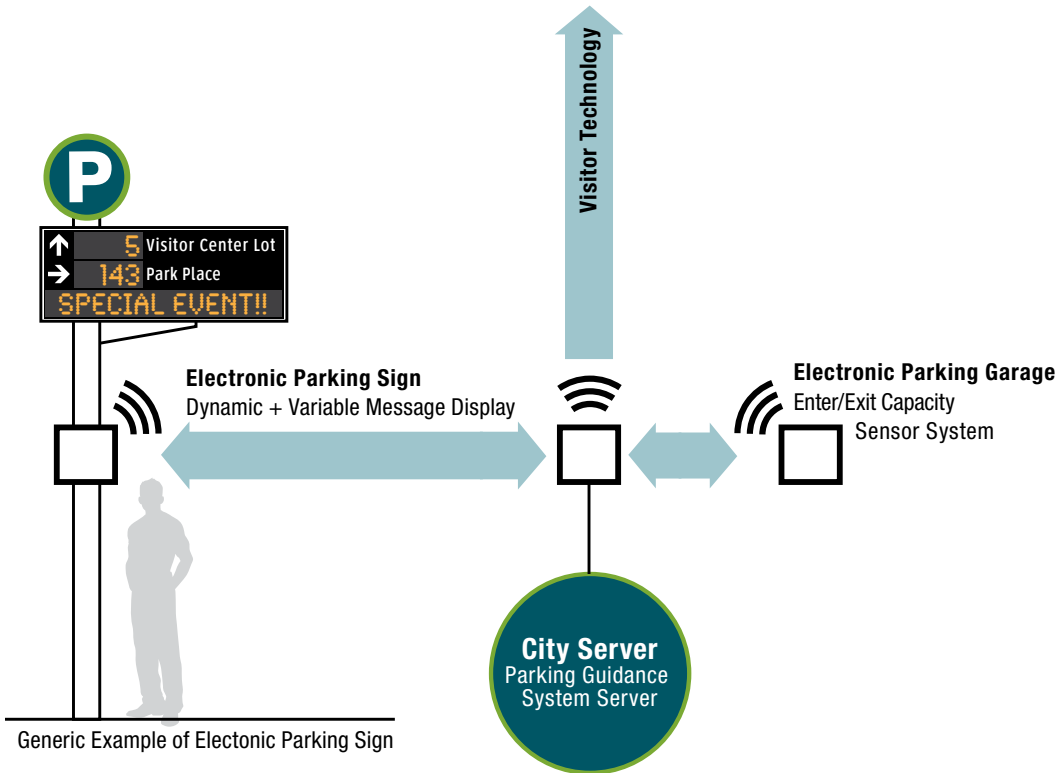 Visitor Technology
P
5 Visitor Center Lot
143 Park Place
SPECIAL EVENT!!
Electronic Parking Sign
Dynamic + Variable Message Display
Electronic Parking Garage
Enter/Exit Capacity
Sensor System
City Server
Parking Guidance
System Server
Generic Example of Electonic Parking Sign